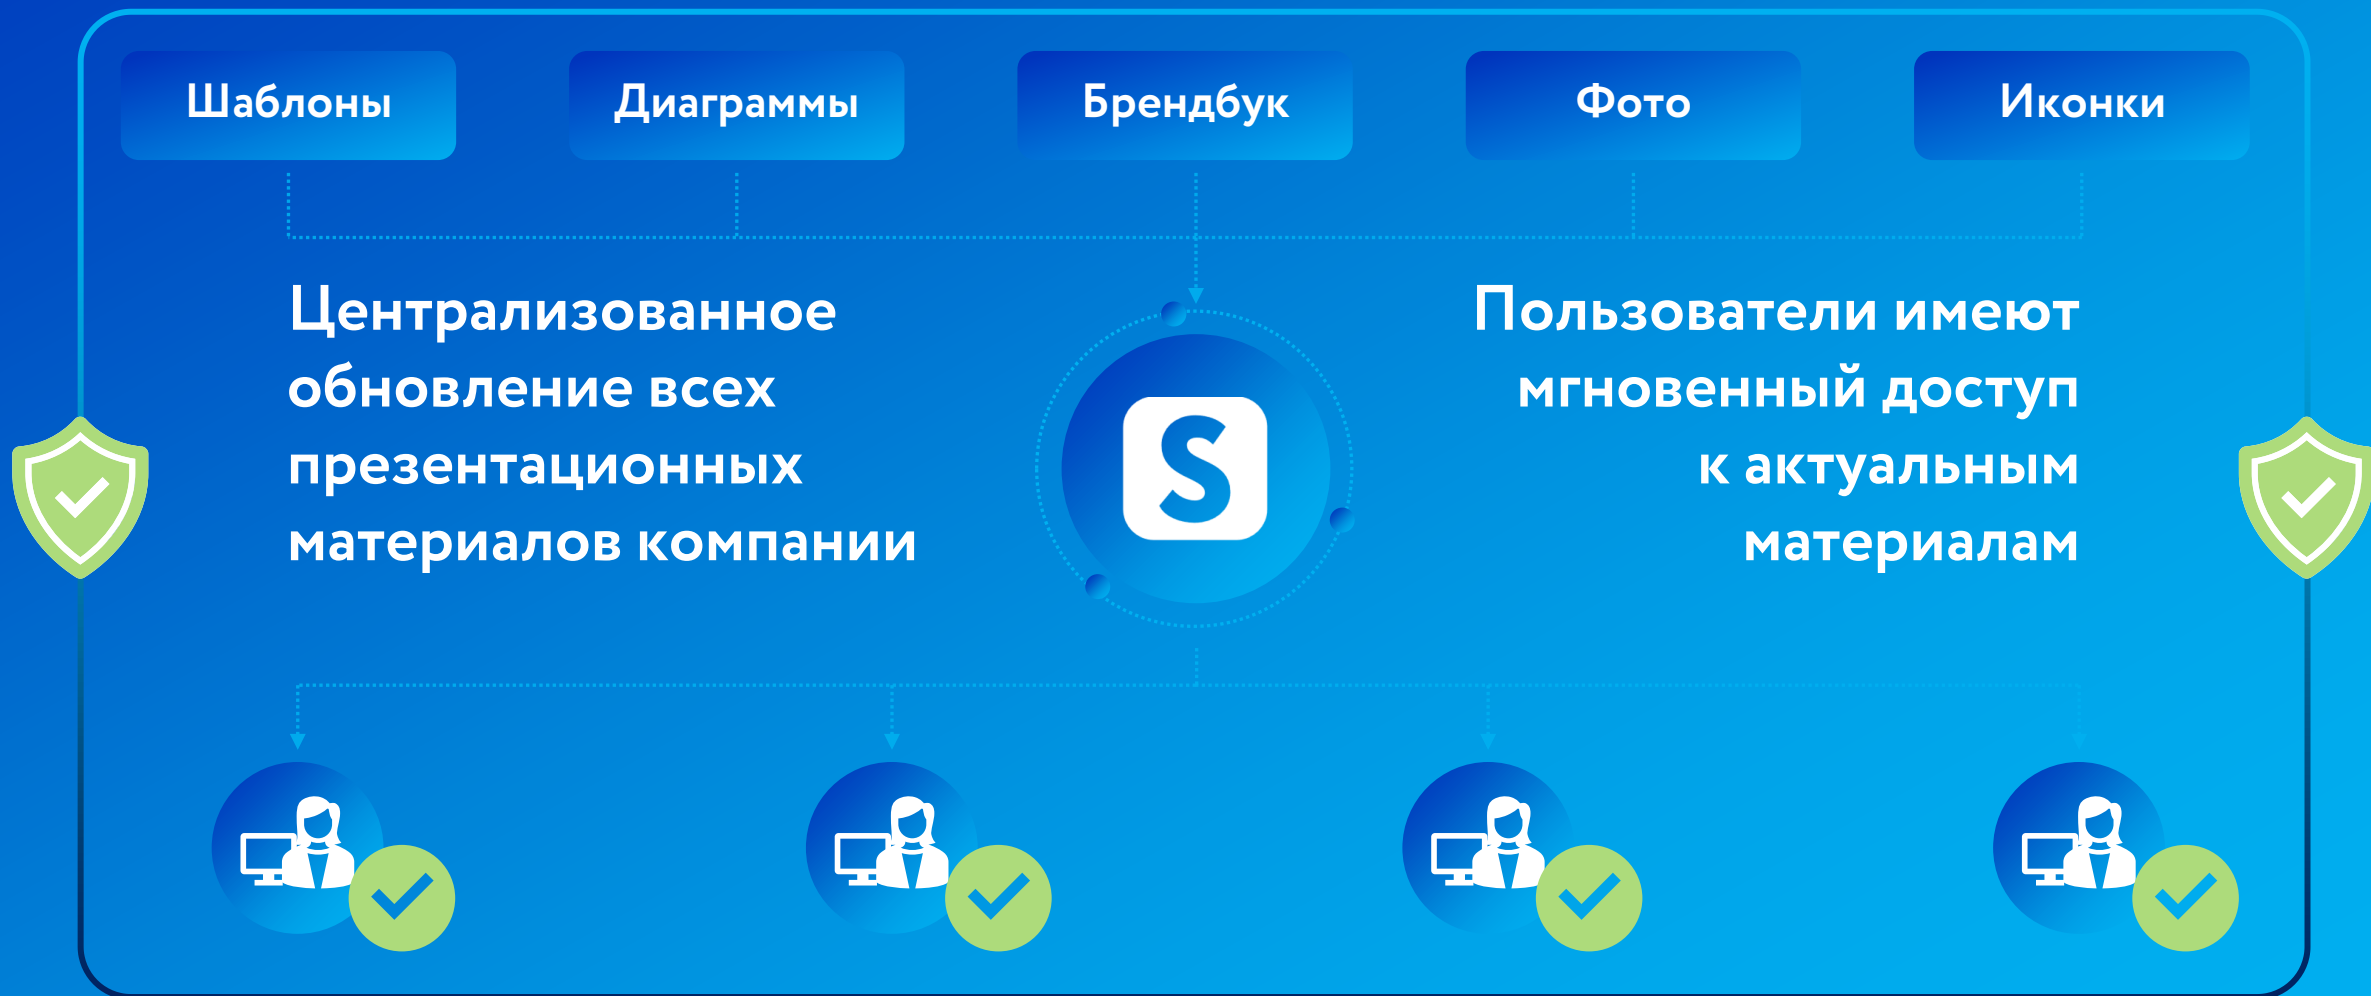 Шаблоны
Диаграммы
Брендбук
Фото
Иконки
Централизованное
обновление всех
презентационных
материалов компании
Пользователи имеют
мгновенный доступ
к актуальным
материалам
S